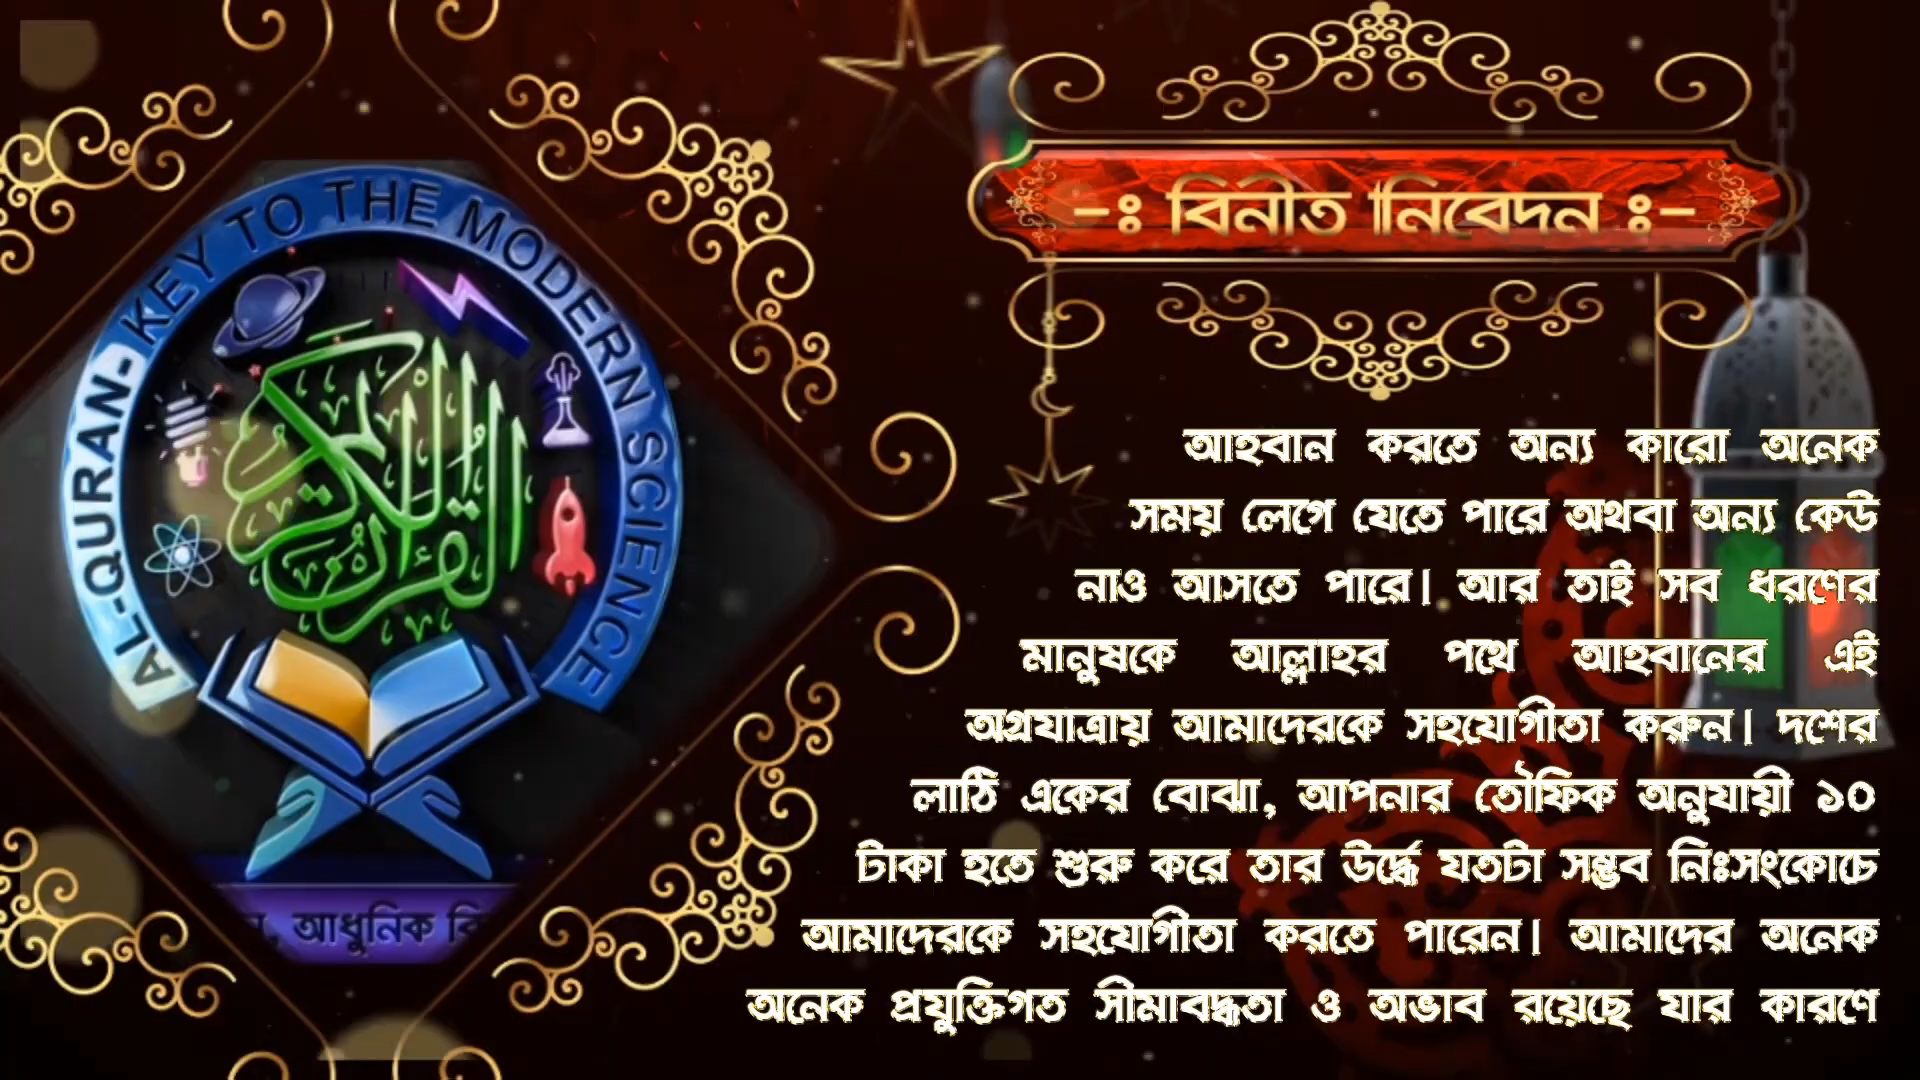 AL-QURAN- KEY TO THE MODERN SCIENCE
القرآن الكريم
আধুনিক
-ঃ বিনীত নিবেদন ঃ-
আহবান করতে অন্য কারো অনেক
সময় লেগে যেতে পারে অথবা অন্য কেউ
নাও আসতে পারে| আর তাই সব ধরণের
মানুষকে আল্লাহর পথে আহবানের এই
অগ্রযাত্রায় আমাদেরকে সহযোগীতা করুন| দশের
লাঠি একের বোঝা, আপনার তৌফিক অনুযায়ী ১০
টাকা হতে শুরু করে তার উর্দ্ধে যতটা সম্ভব নিঃসংকোচে
আমাদেরকে সহযোগীতা করতে পারেন| আমাদের অনেক
অনেক প্রযুক্তিগত সীমাবদ্ধতা ও অভাব রয়েছে যার কারণে